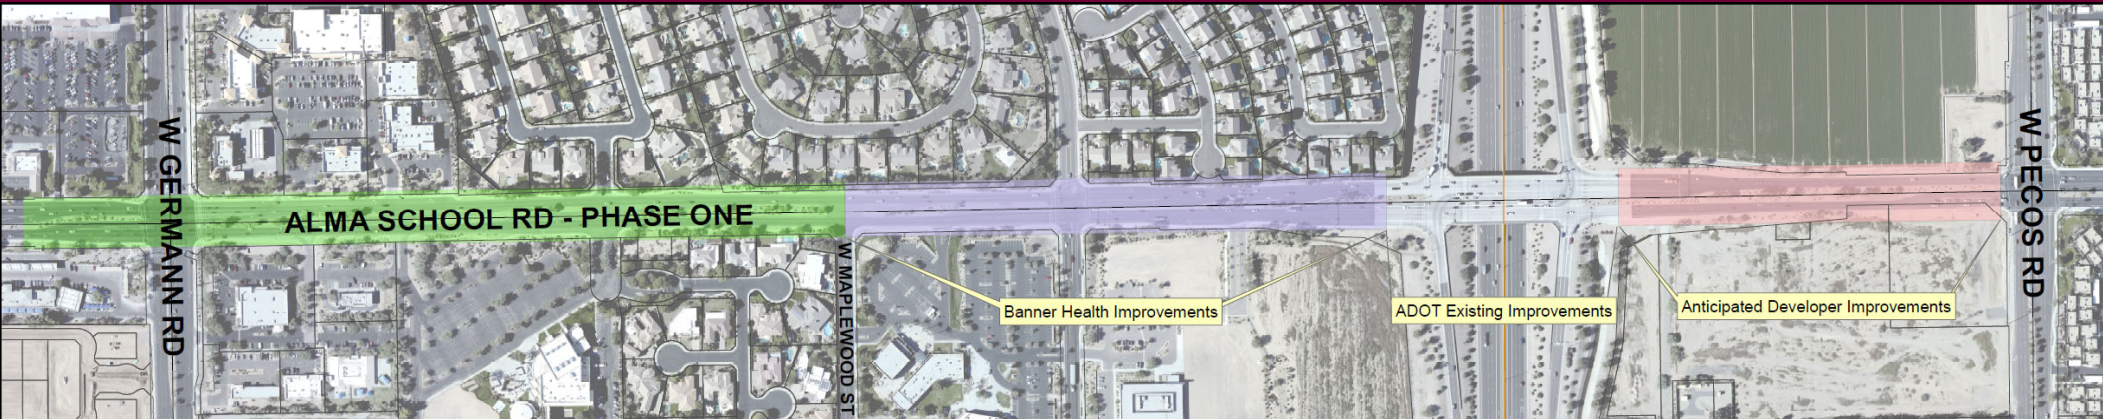 W GERMANN RD
ALMA SCHOOL RD - PHASE ONE
W MAPLEWOOD ST
Banner Health Improvements
ADOT Existing Improvements
Anticipated Developer Improvements
W PECOS RD